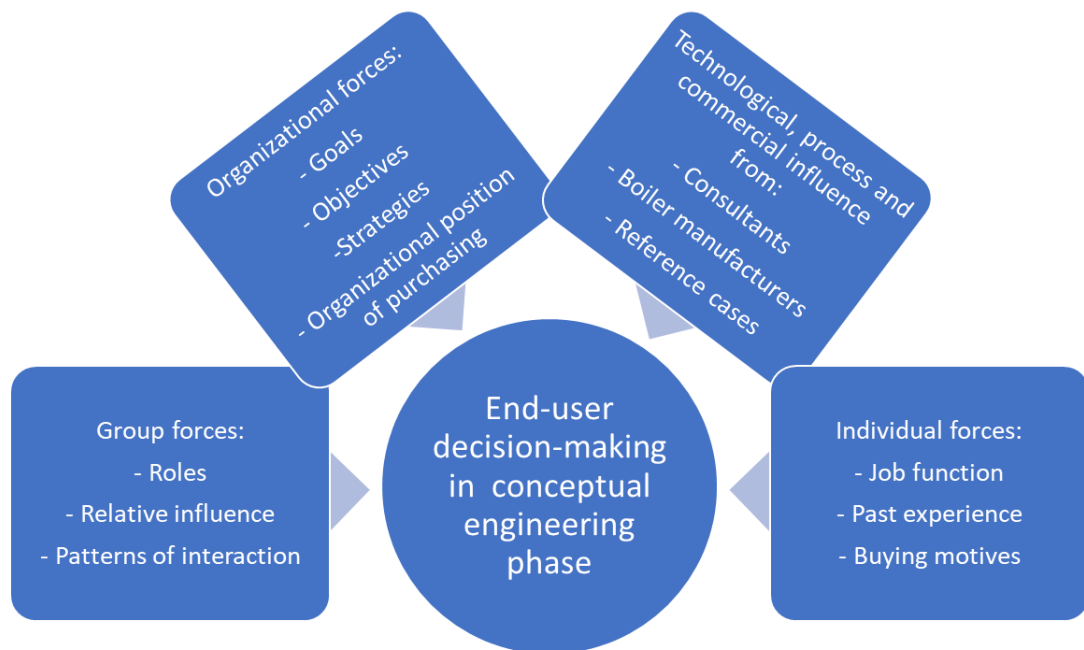 Organizational forces:
- Goals
- Objectives
-Strategies
- Organizational position
of purchasing
Technological, process and
commercial influence
from:
- Consultants
- Boiler manufacturers
- Reference cases
Group forces:
- Roles
- Relative influence
- Patterns of interaction
End-user
decision-making
in conceptual
engineering
phase
Individual forces:
- Job function
- Past experience
- Buying motives